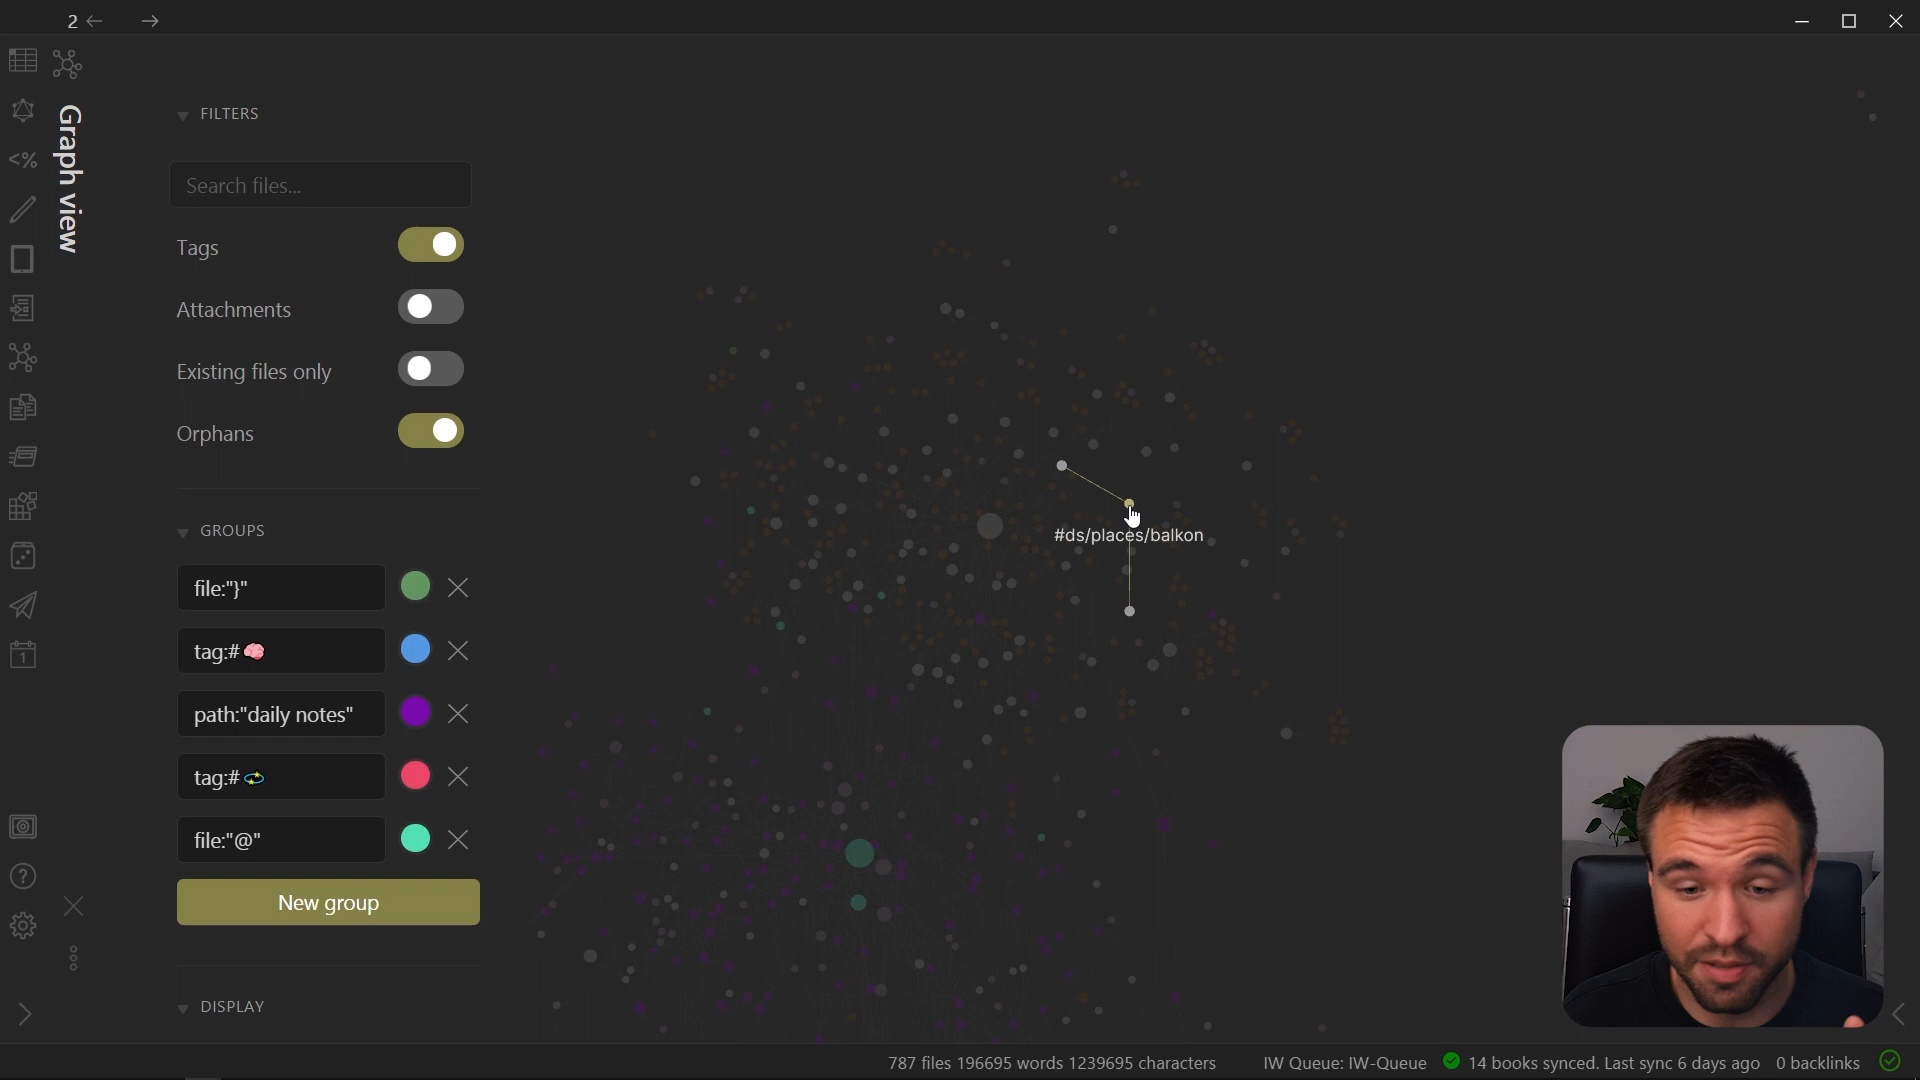 2
Graph view
FILTERS
Search files...
Tags
Attachments
Existing files only
Orphans
GROUPS
file:"}"
tag:#🧠
path:"daily notes"
tag:#💫
file:"@"
New group
DISPLAY
#ds/places/balkon
<%
1
787 files 196695 words 1239695 characters
IW Queue: IW-Queue
14 books synced. Last sync 6 days ago
0 backlinks